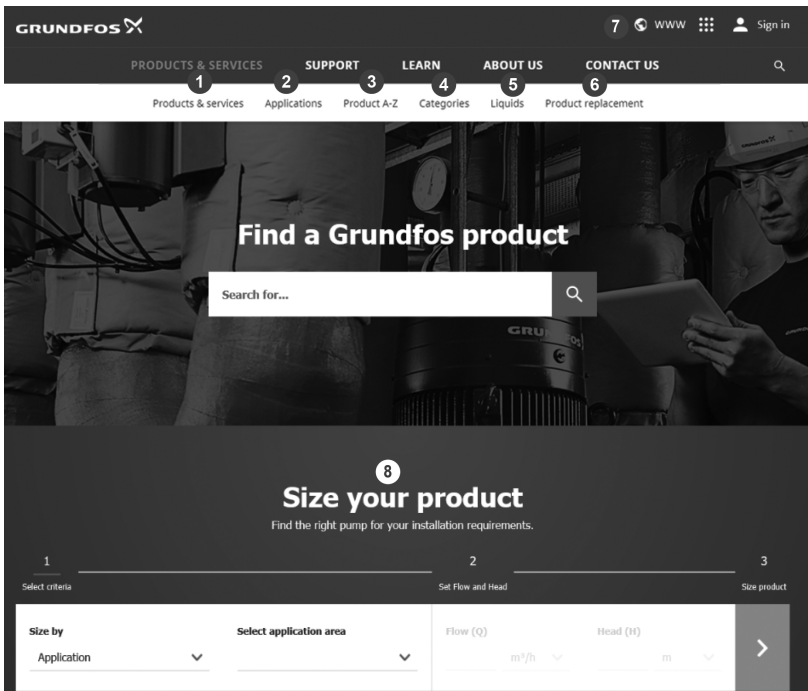 GRUNDFOS
7 WWW Sign in
PRODUCTS & SERVICES SUPPORT LEARN ABOUT US CONTACT US
1 2 3 4 5 6
Products & services Applications Product A-Z Categories Liquids Product replacement
Find a Grundfos product
Search for...
GRUNDFOS
8
Size your product
Find the right pump for your installation requirements.
1 2 3
Select criteria Set Flow and Head Size product
Size by Select application area Flow (Q) Head (H)
Application m³/h m